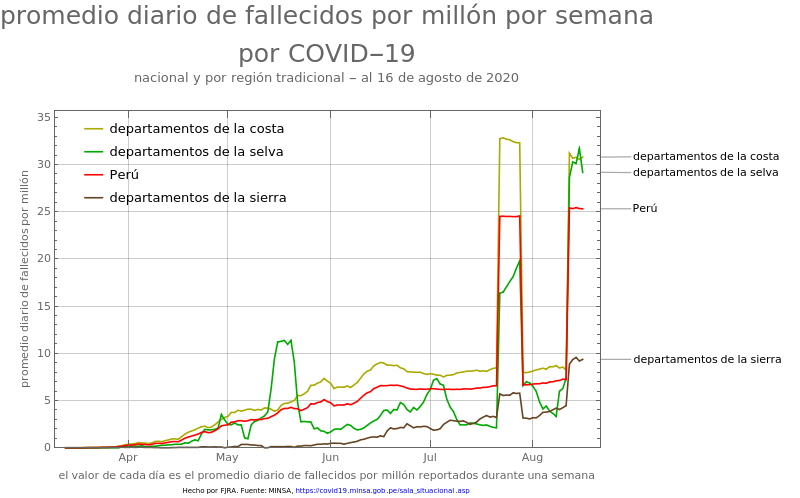 promedio diario de fallecidos por millón por semana
por COVID−19
nacional y por región tradicional − al 16 de agosto de 2020
35
30
25
20
15
10
5
0
promedio diario de fallecidos por millón
departamentos de la costa
departamentos de la selva
Perú
departamentos de la sierra
departamentos de la costa
departamentos de la selva
Perú
departamentos de la sierra
Apr May Jun Jul Aug
el valor de cada día es el promedio diario de fallecidos por millón reportados durante una semana
Hecho por FJRA. Fuente: MINSA, https://covid19.minsa.gob.pe/sala_situacional.asp